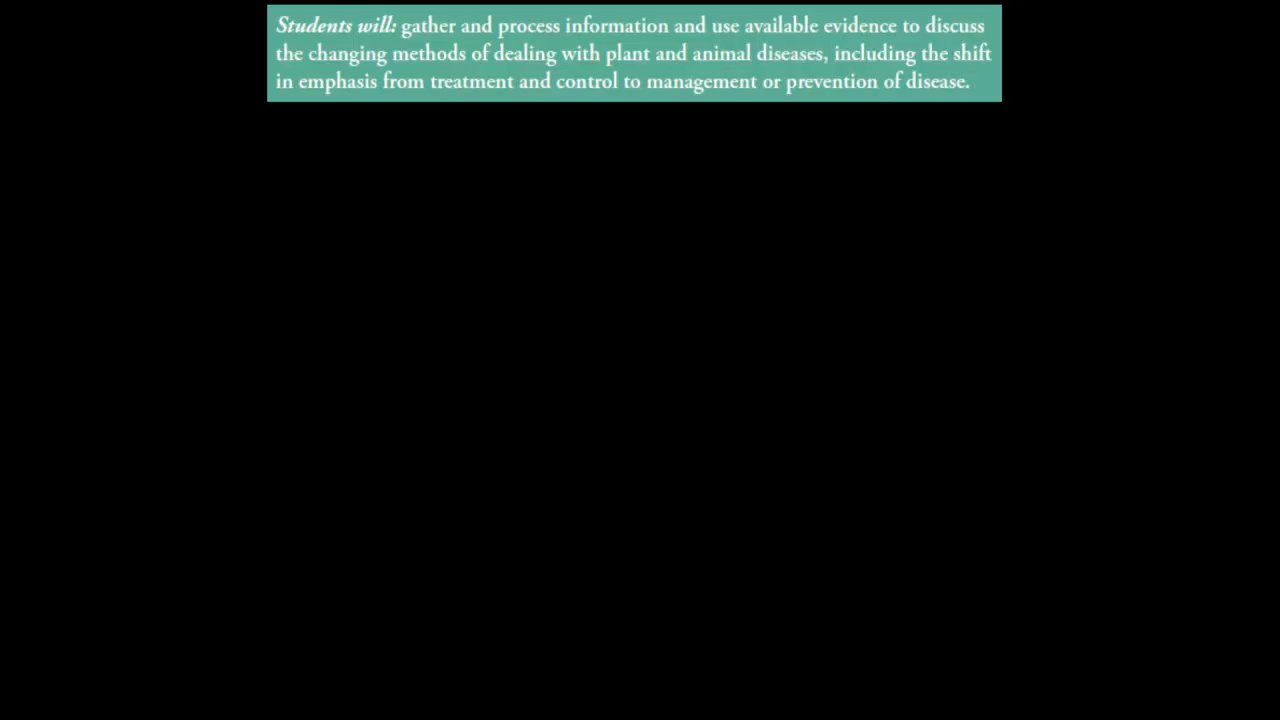 Students will: gather and process information and use available evidence to discuss
the changing methods of dealing with plant and animal diseases, including the shift
in emphasis from treatment and control to management or prevention of disease.